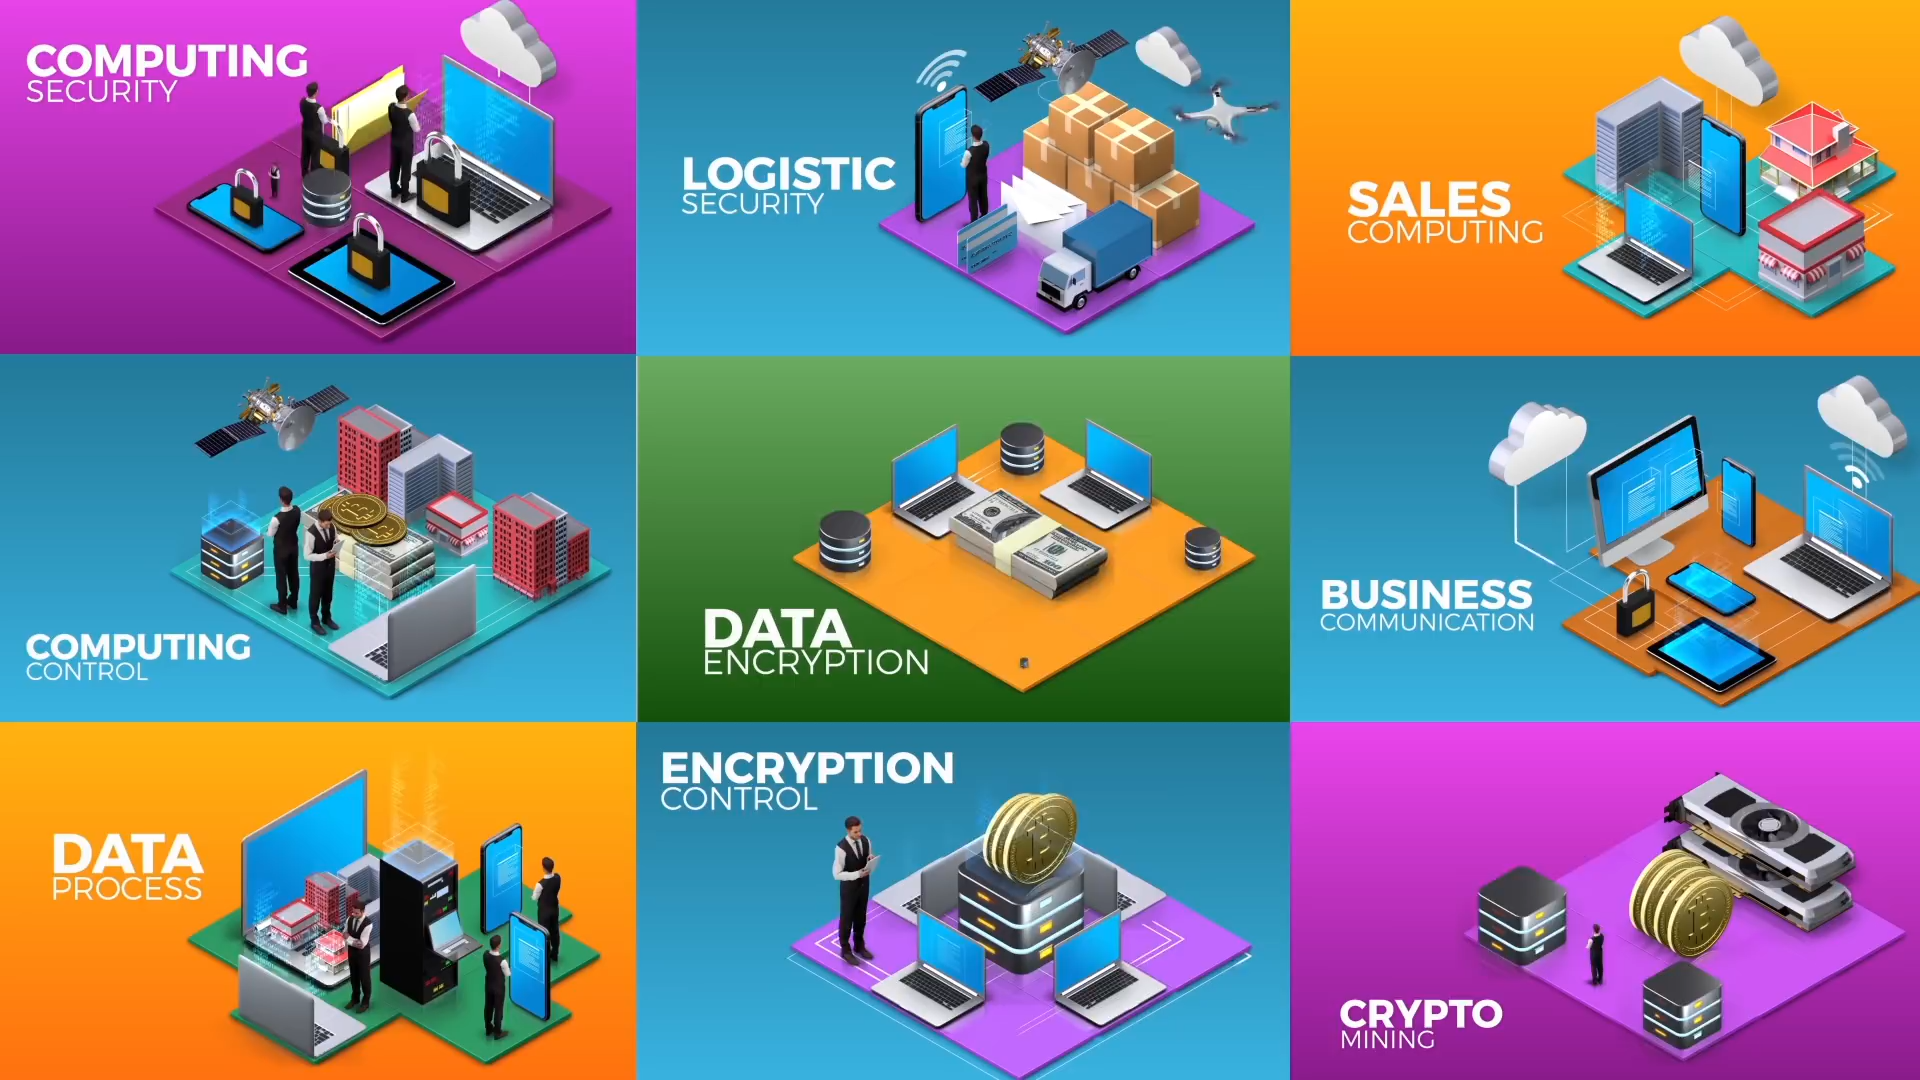 COMPUTING
SECURITY
LOGISTIC
SECURITY
SALES
COMPUTING
COMPUTING
CONTROL
DATA
ENCRYPTION
BUSINESS
COMMUNICATION
DATA
PROCESS
ENCRYPTION
CONTROL
CRYPTO
MINING